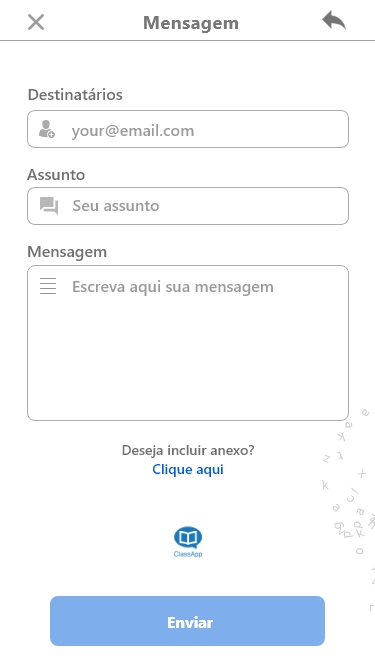 Mensagem
Destinatários
your@email.com
Assunto
Seu assunto
Mensagem
Escreva aqui sua mensagem
Deseja incluir anexo?
Clique aqui
ClassApp
Enviar